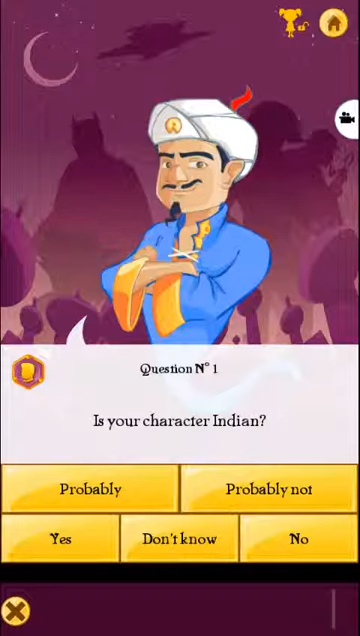 Question N° 1
Is your character Indian?
Probably
Probably not
Yes
Don't know
No